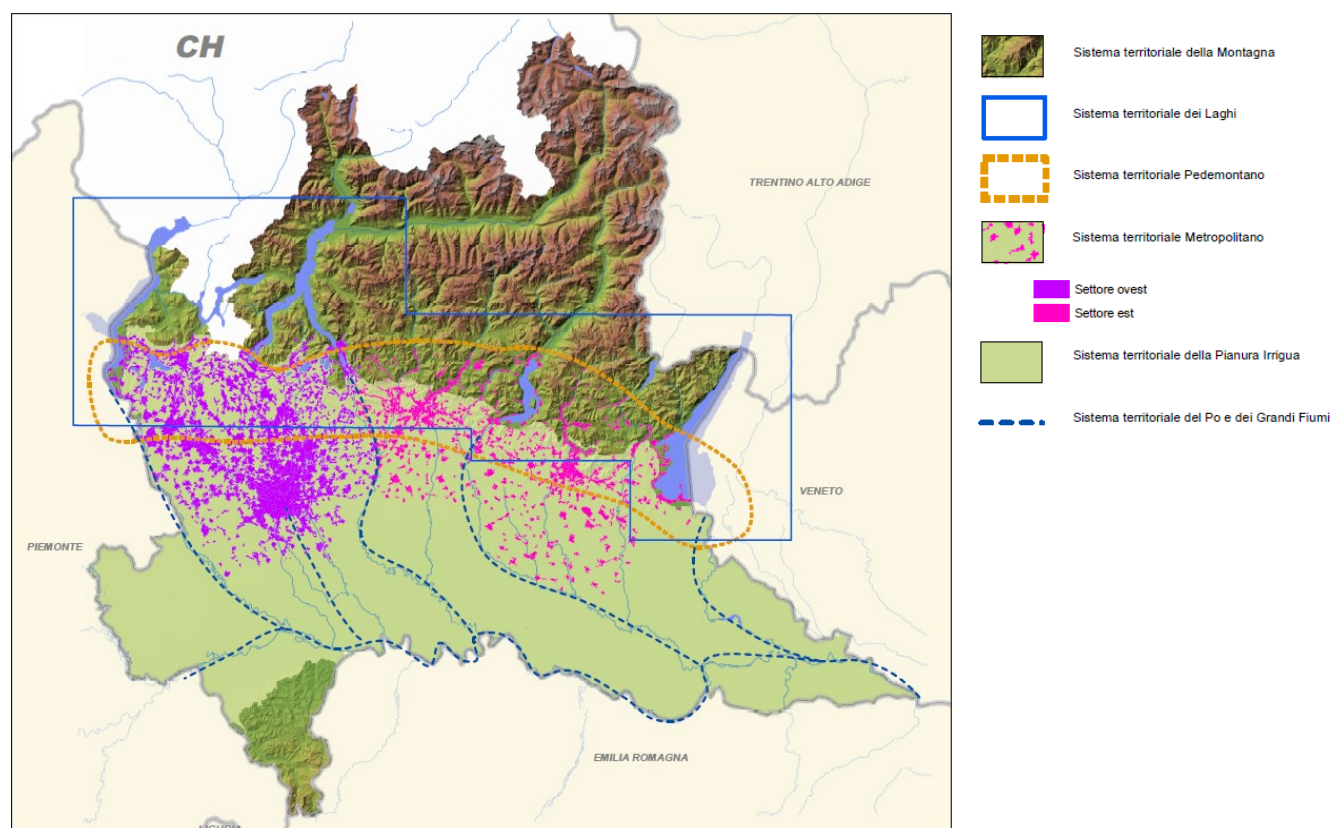 CH
TRENTINO ALTO ADIGE
VENETO
PIEMONTE
EMILIA ROMAGNA
LIGURIA
Sistema territoriale della Montagna
Sistema territoriale dei Laghi
Sistema territoriale Pedemontano
Sistema territoriale Metropolitano
Settore ovest
Settore est
Sistema territoriale della Pianura Irrigua
Sistema territoriale del Po e dei Grandi Fiumi